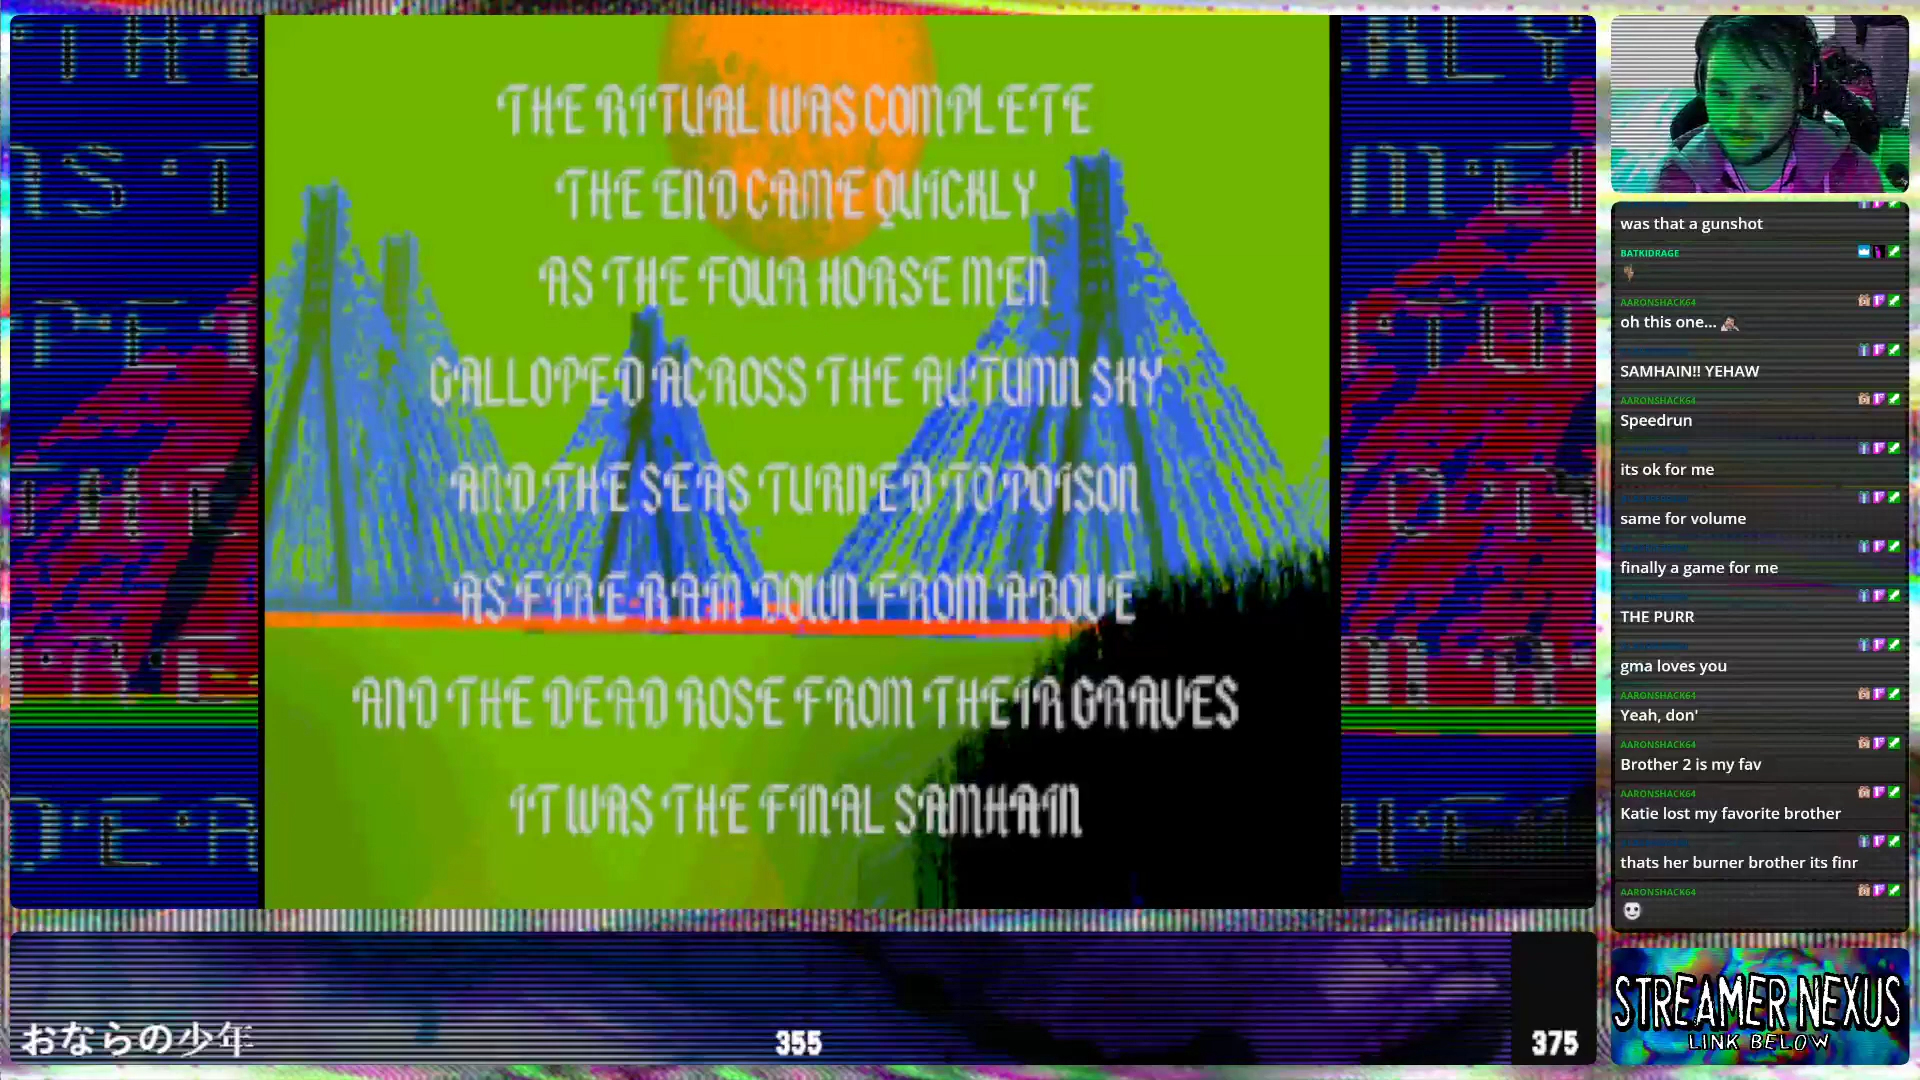 THE RITUAL WAS COMPLETE
THE END CAME QUICKLY
AS THE FOUR HORSE MEN
GALLOPED ACROSS THE AUTUMN SKY
AND THE SEAS TURNED TO POISON
AS FIRE RAIN DOWN FROM ABOVE
AND THE DEAD ROSE FROM THEIR GRAVES
IT WAS THE FINAL SAMHAIN
was that a gunshot
BATKIDRAGE
AARONSHACK64
oh this one...
SAMHAIN!! YEHAW
AARONSHACK64
Speedrun
its ok for me
same for volume
finally a game for me
THE PURR
gma loves you
AARONSHACK64
Yeah, don'
AARONSHACK64
Brother 2 is my fav
AARONSHACK64
Katie lost my favorite brother
thats her burner brother its finr
AARONSHACK64
おならの少年
355
375
STREAMER NEXUS
LINK BELOW